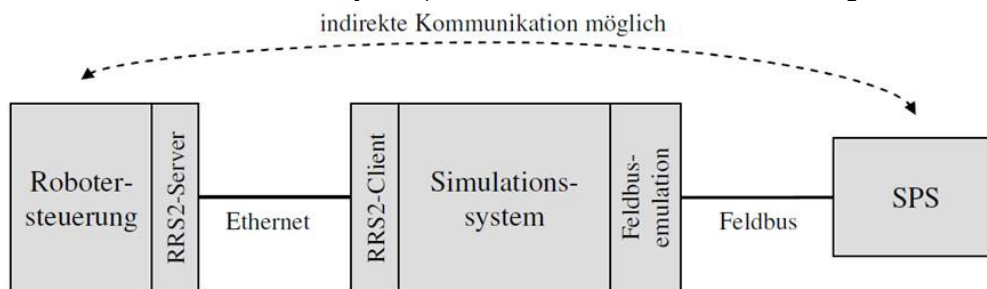 indirekte Kommunikation möglich
Roboter-
steuerung
RRS2-Server
Ethernet
RRS2-Client
Simulations-
system
Feldbus-
emulation
Feldbus
SPS